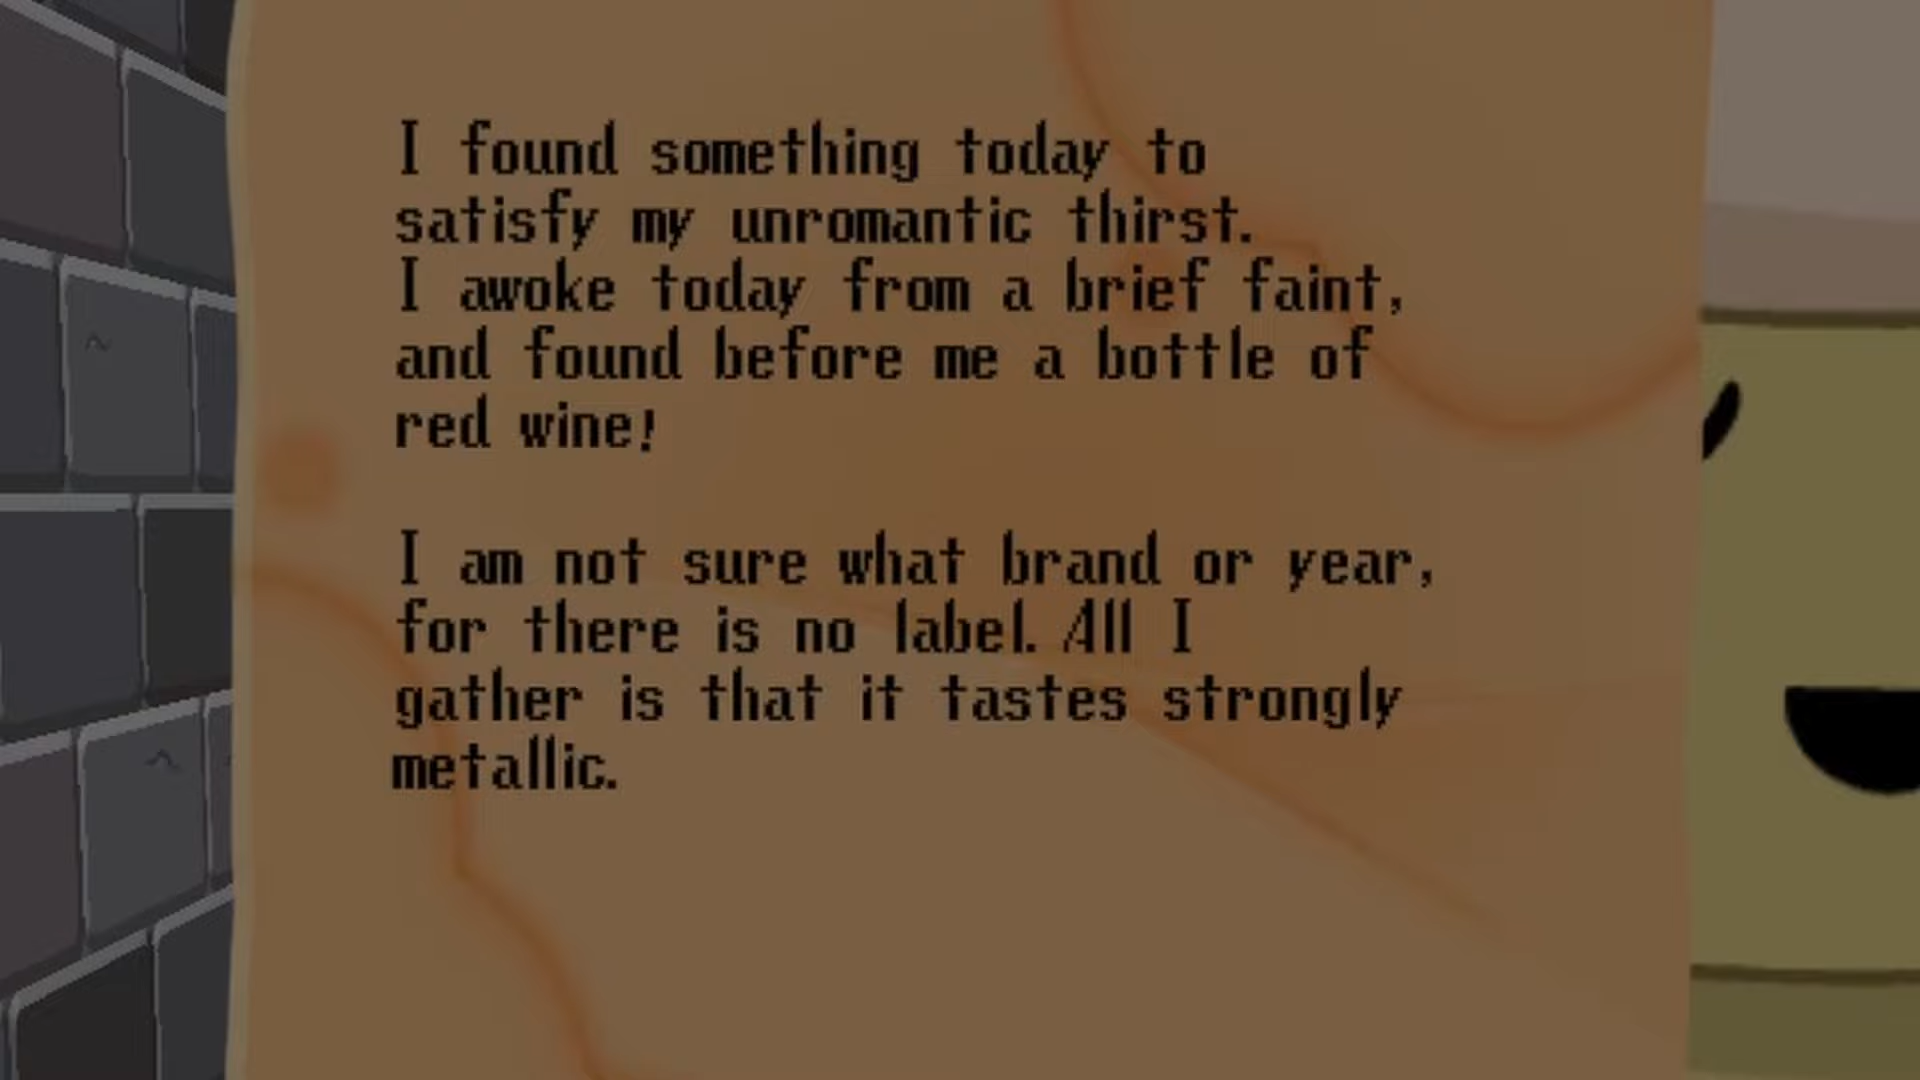 I found something today to
satisfy my unromantic thirst.
I awoke today from a brief faint,
and found before me a bottle of
red wine!
I am not sure what brand or year,
for there is no label. All I
gather is that it tastes strongly
metallic.